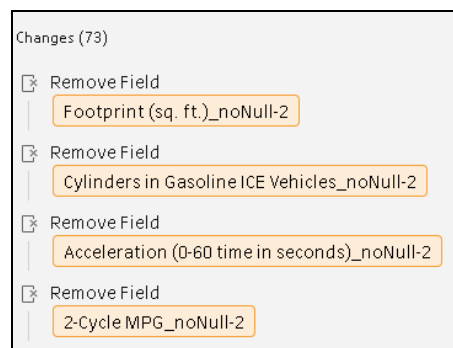 Changes (73)
Remove Field
Footprint (sq. ft.)_noNull-2
Remove Field
Cylinders in Gasoline ICE Vehicles_noNull-2
Remove Field
Acceleration (0-60 time in seconds)_noNull-2
Remove Field
2-Cycle MPG_noNull-2